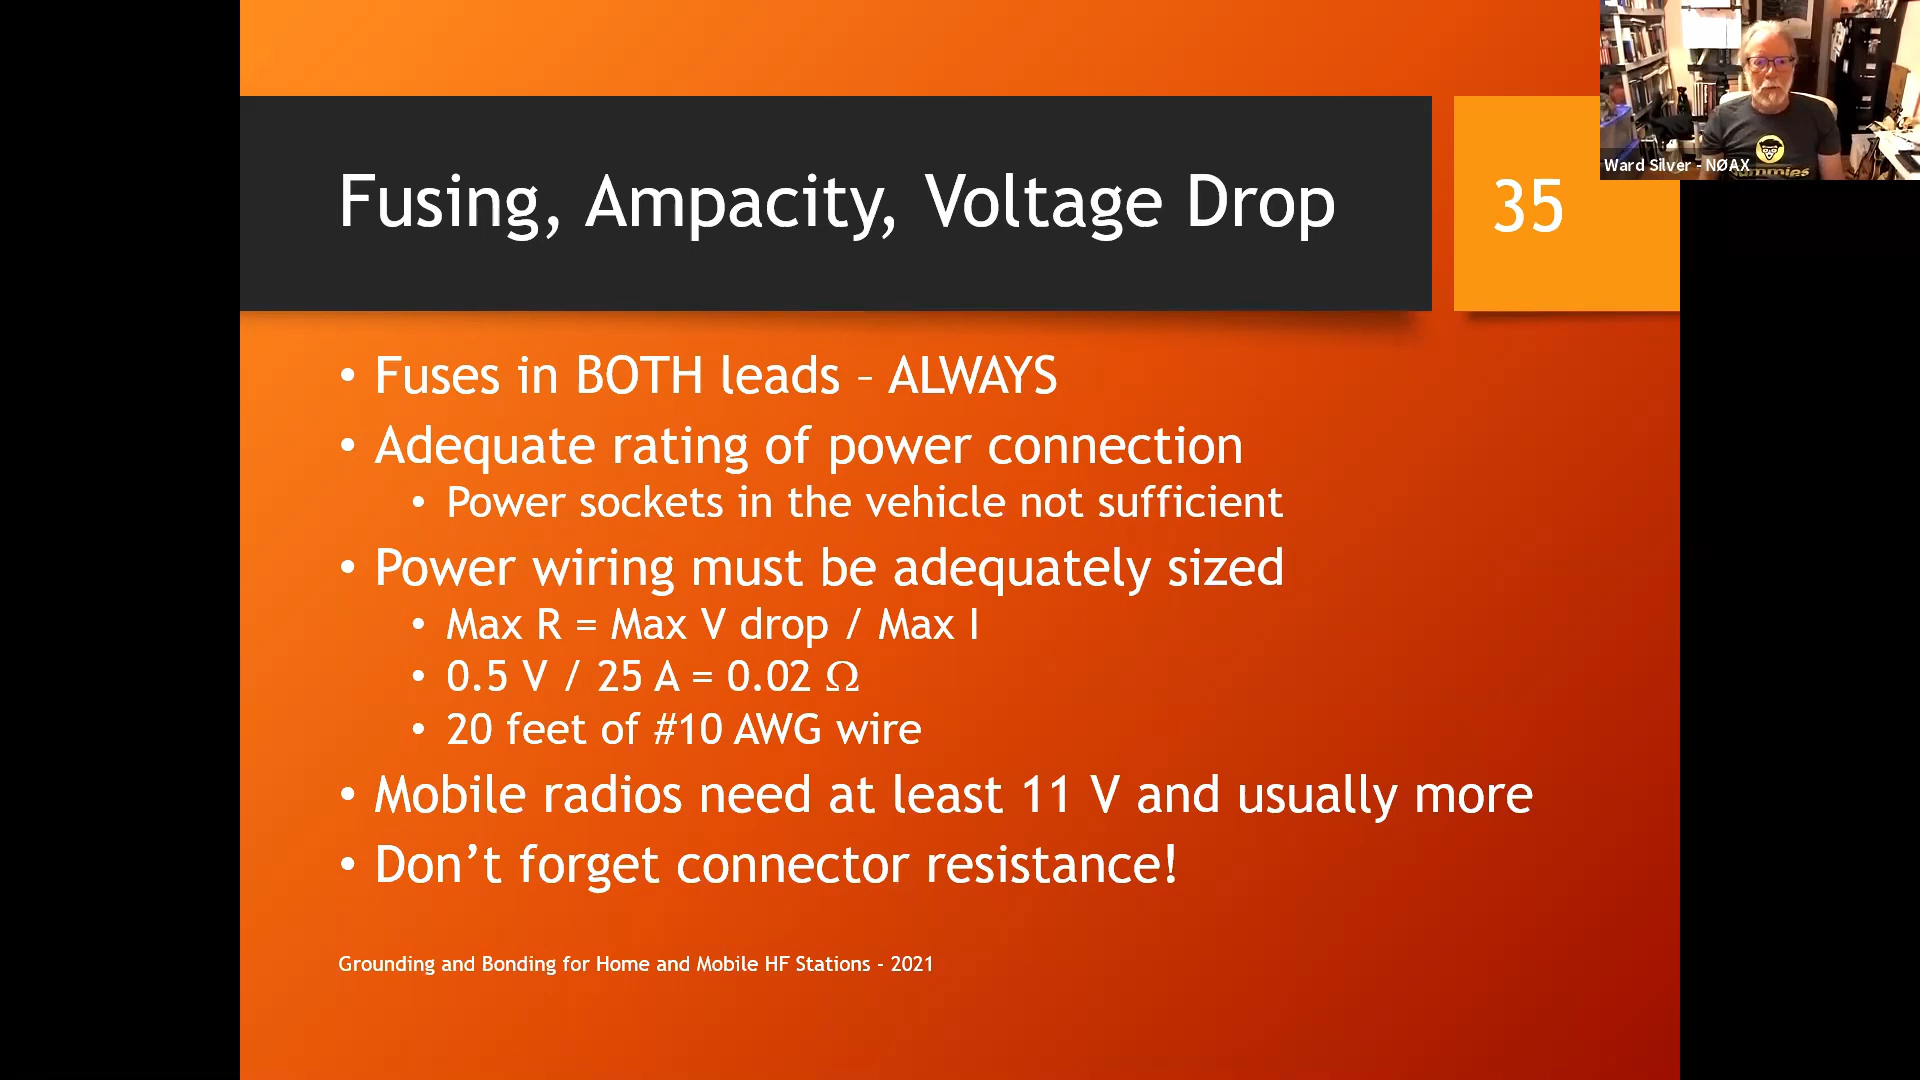 Fusing, Ampacity, Voltage Drop
35
Ward Silver - NØAX
• Fuses in BOTH leads – ALWAYS
• Adequate rating of power connection
• Power sockets in the vehicle not sufficient
• Power wiring must be adequately sized
• Max R = Max V drop / Max I
• 0.5 V / 25 A = 0.02 Ω
• 20 feet of #10 AWG wire
• Mobile radios need at least 11 V and usually more
• Don’t forget connector resistance!
Grounding and Bonding for Home and Mobile HF Stations - 2021